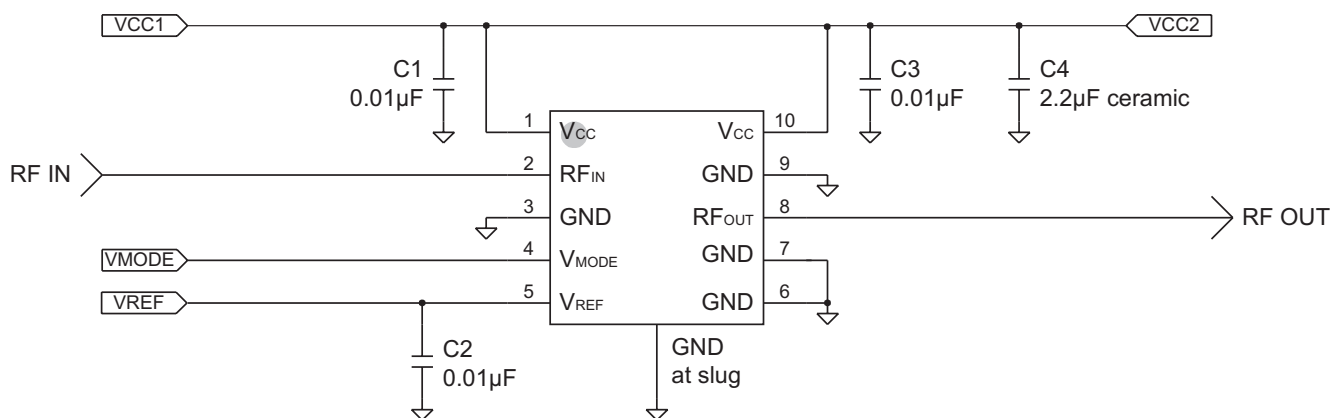 VCC1
VCC2
C1
0.01µF
C3
0.01µF
C4
2.2µF ceramic
1
VCC
VCC
10
RF IN
2
RFIN
GND
9
3
GND
RFOUT
8
RF OUT
VMODE
4
VMODE
GND
7
VREF
5
VREF
GND
6
C2
0.01µF
GND
at slug